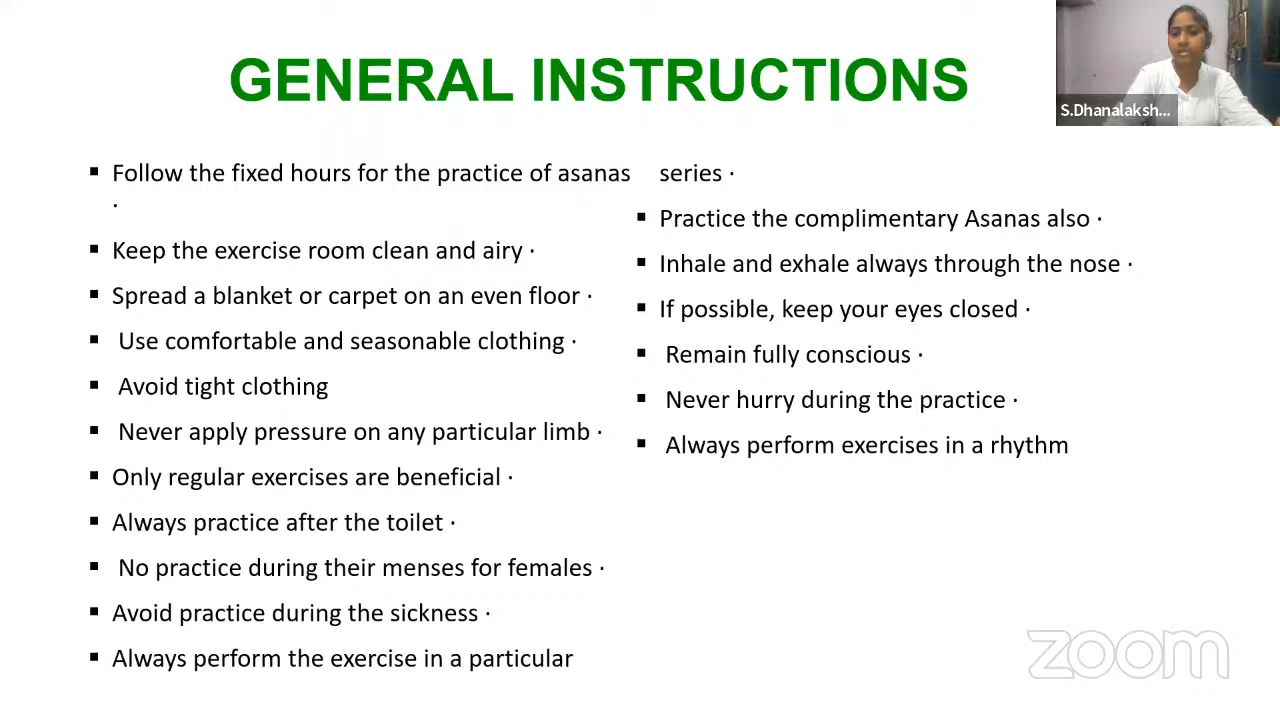 GENERAL INSTRUCTIONS
S.Dhanalaksh...
▪ Follow the fixed hours for the practice of asanas
·
▪ Keep the exercise room clean and airy ·
▪ Spread a blanket or carpet on an even floor ·
▪ Use comfortable and seasonable clothing ·
▪ Avoid tight clothing
▪ Never apply pressure on any particular limb ·
▪ Only regular exercises are beneficial ·
▪ Always practice after the toilet ·
▪ No practice during their menses for females ·
▪ Avoid practice during the sickness ·
▪ Always perform the exercise in a particular
series ·
▪ Practice the complimentary Asanas also ·
▪ Inhale and exhale always through the nose ·
▪ If possible, keep your eyes closed ·
▪ Remain fully conscious ·
▪ Never hurry during the practice ·
▪ Always perform exercises in a rhythm
zoom